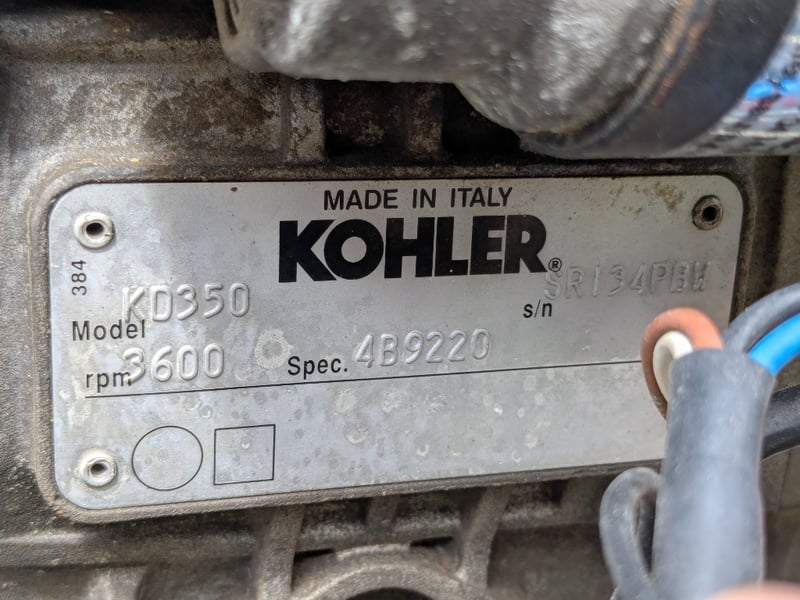 MADE IN ITALY
KOHLER®
384
Model KD350 s/n SR134PBW
rpm 3600 Spec. 4B9220